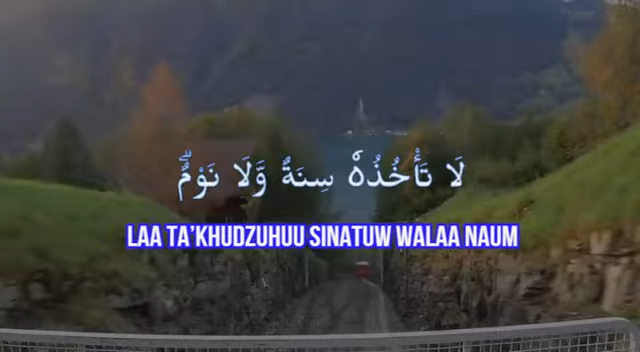 لَا تَأْخُذُهٗ سِنَةٌ وَّلَا نَوْمٌۗ
LAA TA’KHUDZUHUU SINATUW WALAA NAUM